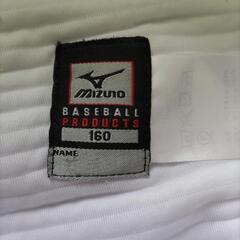 MIZUNO
BASEBALL
PRODUCTS
160
NAME